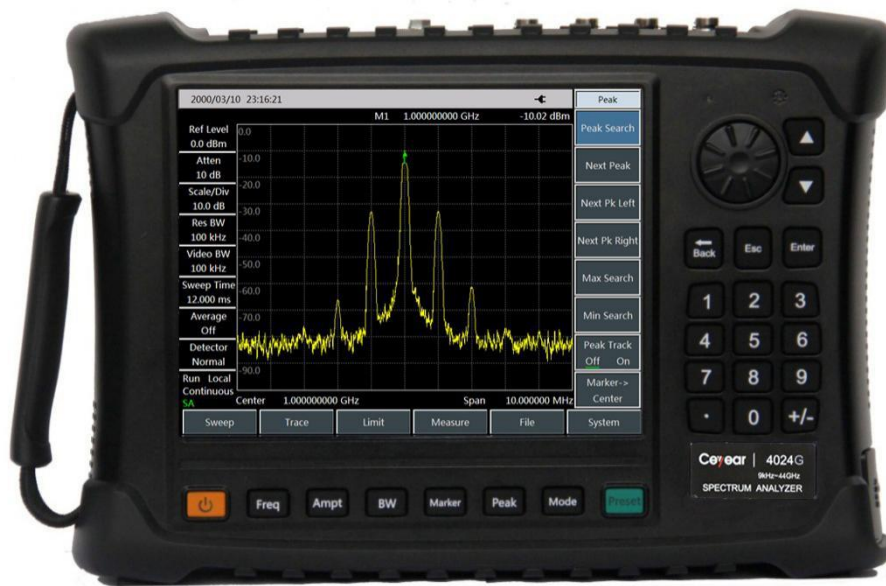 2000/03/10 23:16:21
Peak
M1 1.000000000 GHz -10.02 dBm
Ref Level
0.0 dBm
Atten
10 dB
Scale/Div
10.0 dB
Res BW
100 kHz
Video BW
100 kHz
Sweep Time
12.000 ms
Average
Off
Detector
Normal
Run Local
Continuous
SA
0.0
-10.0
-20.0
-30.0
-40.0
-50.0
-60.0
-70.0
-80.0
-90.0
Center 1.000000000 GHz Span 10.000000 MHz
Peak Search
Next Peak
Next Pk Left
Next Pk Right
Max Search
Min Search
Peak Track
Off On
Marker->
Center
Sweep Trace Limit Measure File System
Back Esc Enter
1 2 3
4 5 6
7 8 9
. 0 +/-
Ceyear | 4024G
9kHz~44GHz
SPECTRUM ANALYZER
Freq Ampt BW Marker Peak Mode Preset